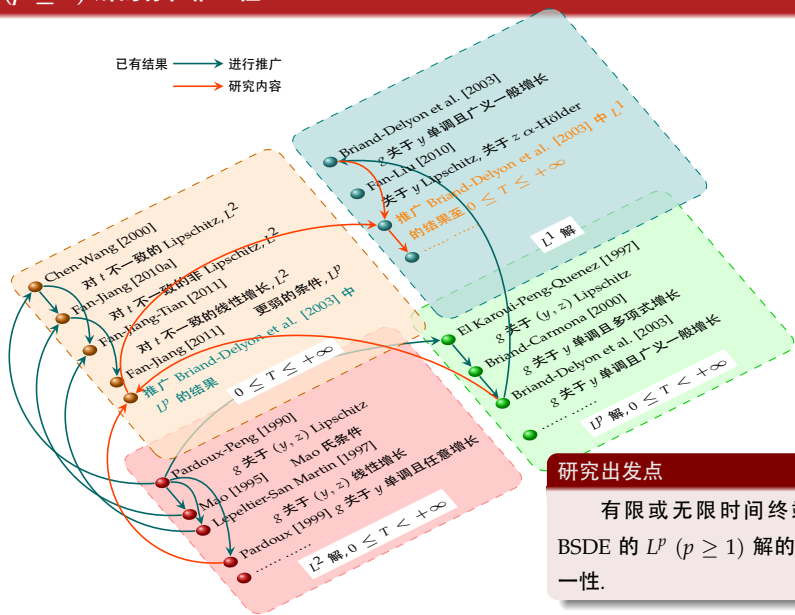 已有结果
进行推广
研究内容
Briand-Delyon et al. [2003]
g 关于 y 单调且广义一般增长
Fan-Liu [2010]
关于 y Lipschitz, 关于 z α-Hölder
推广 Briand-Delyon et al. [2003] 中 L¹
的结果至 0 ≤ T ≤ +∞
……
L¹ 解
Chen-Wang [2000]
对 t 不一致的 Lipschitz, L²
Fan-Jiang [2010a]
对 t 不一致的非 Lipschitz, L²
Fan-Jiang-Tian [2011]
对 t 不一致的线性增长, L²
Fan-Jiang [2011] 更弱的条件, Lᵖ
推广 Briand-Delyon et al. [2003] 中
Lᵖ 的结果
0 ≤ T ≤ +∞
El Karoui-Peng-Quenez [1997]
g 关于 (y, z) Lipschitz
Briand-Carmona [2000]
g 关于 y 单调且多项式增长
Briand-Delyon et al. [2003]
g 关于 y 单调且广义一般增长
…………
Lᵖ 解, 0 ≤ T < +∞
Pardoux-Peng [1990]
g 关于 (y, z) Lipschitz
Mao [1995] Mao 氏条件
Lepeltier-San Martin [1997]
g 关于 (y, z) 线性增长
Pardoux [1999] g 关于 y 单调且任意增长
…………
L² 解, 0 ≤ T < +∞
研究出发点
有限或无限时间终
BSDE 的 Lᵖ (p ≥ 1) 解的
一性.